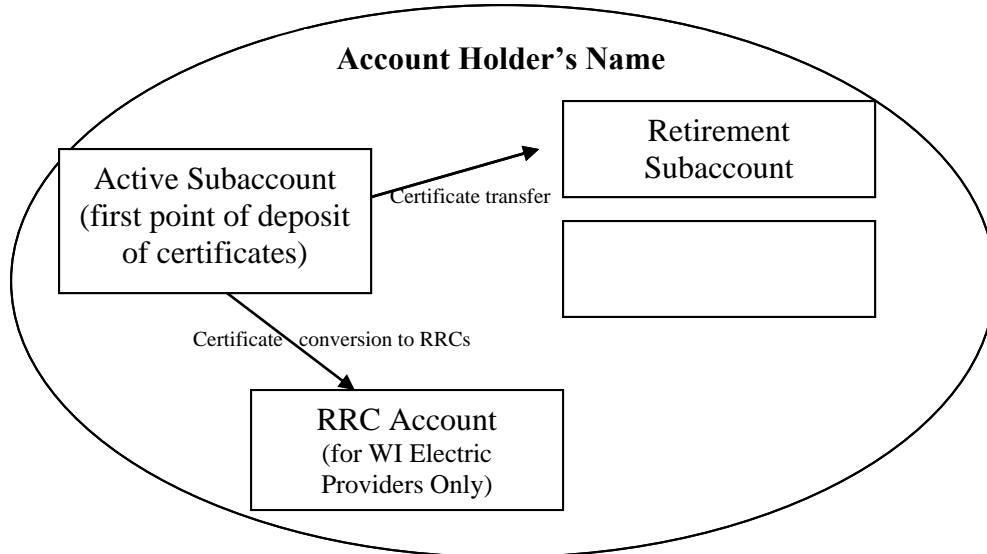 Account Holder’s Name
Retirement
Subaccount
Active Subaccount
(first point of deposit
of certificates)
Certificate transfer
Certificate conversion to RRCs
RRC Account
(for WI Electric
Providers Only)